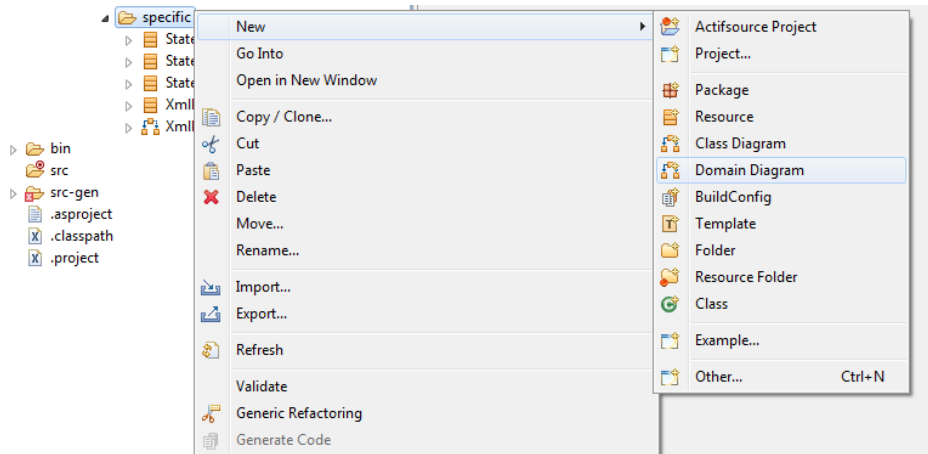 specific
State
State
State
Xml
Xml
bin
src
src-gen
.asproject
.classpath
.project
New
Go Into
Open in New Window
Copy / Clone...
Cut
Paste
Delete
Move...
Rename...
Import...
Export...
Refresh
Validate
Generic Refactoring
Generate Code
Actifsource Project
Project...
Package
Resource
Class Diagram
Domain Diagram
BuildConfig
Template
Folder
Resource Folder
Class
Example...
Other... Ctrl+N